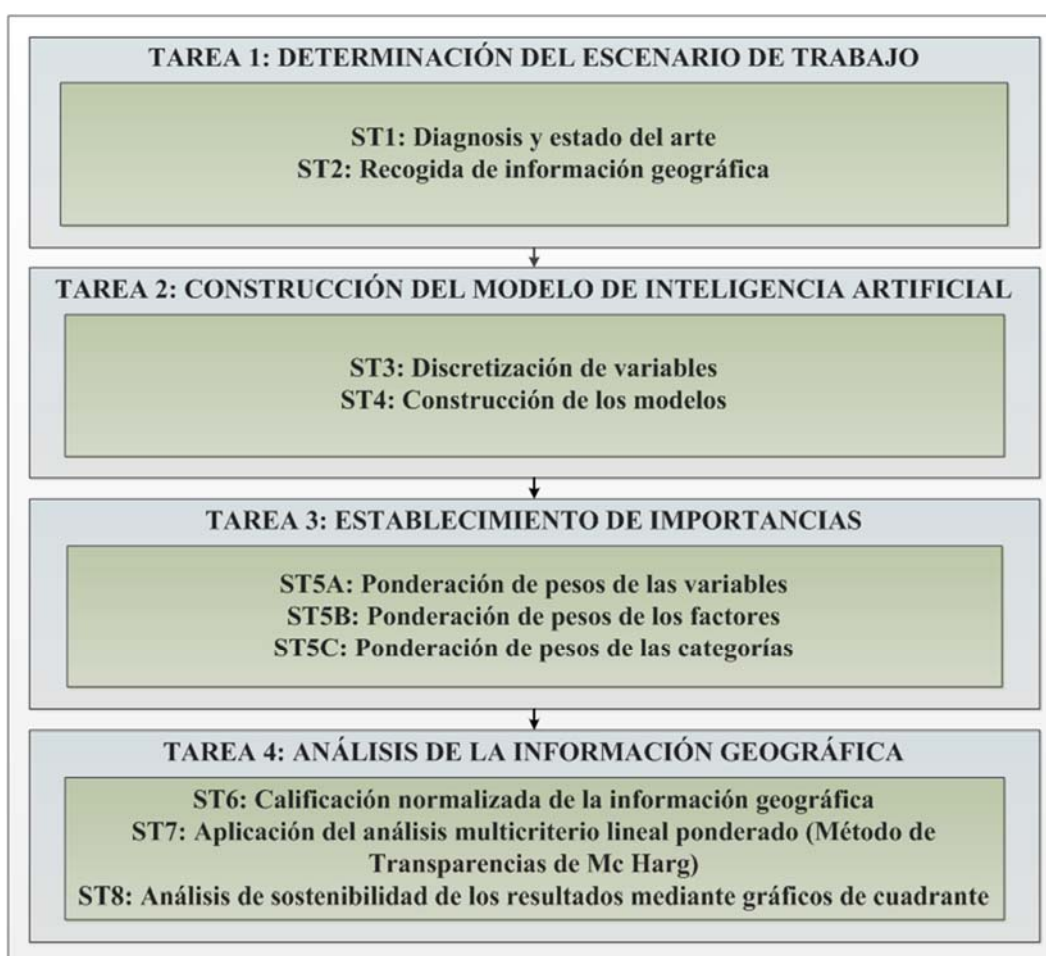 TAREA 1: DETERMINACIÓN DEL ESCENARIO DE TRABAJO
ST1: Diagnosis y estado del arte
ST2: Recogida de información geográfica
TAREA 2: CONSTRUCCIÓN DEL MODELO DE INTELIGENCIA ARTIFICIAL
ST3: Discretización de variables
ST4: Construcción de los modelos
TAREA 3: ESTABLECIMIENTO DE IMPORTANCIAS
ST5A: Ponderación de pesos de las variables
ST5B: Ponderación de pesos de los factores
ST5C: Ponderación de pesos de las categorías
TAREA 4: ANÁLISIS DE LA INFORMACIÓN GEOGRÁFICA
ST6: Calificación normalizada de la información geográfica
ST7: Aplicación del análisis multicriterio lineal ponderado (Método de
Transparencias de Mc Harg)
ST8: Análisis de sostenibilidad de los resultados mediante gráficos de cuadrante